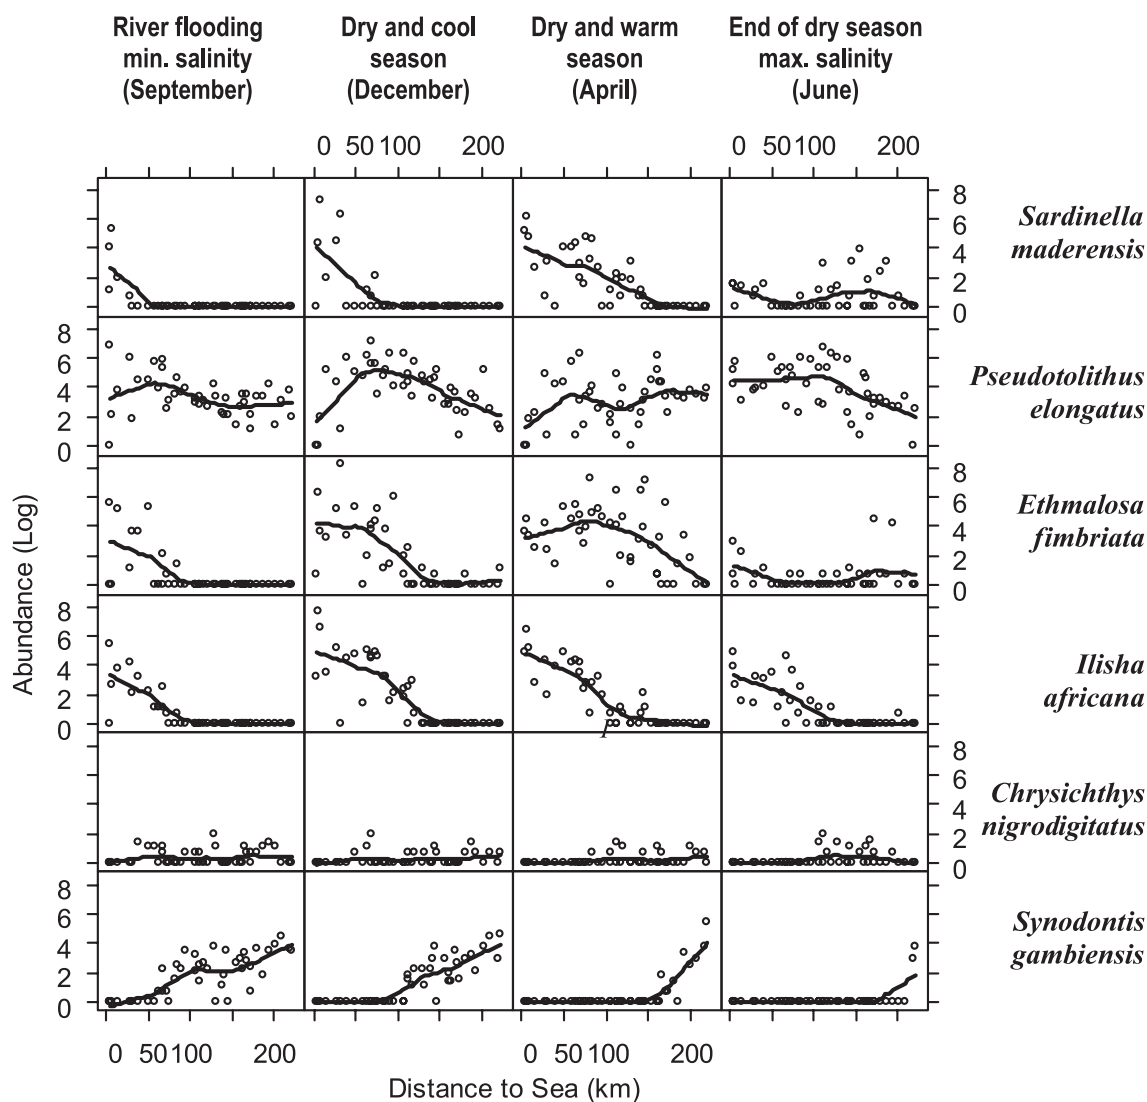 River flooding
min. salinity
(September)
Dry and cool
season
(December)
Dry and warm
season
(April)
End of dry season
max. salinity
(June)
0 50 100 200
0 50 100 200
8
6
4
2
0
Sardinella
maderensis
8
6
4
2
0
Pseudotolithus
elongatus
8
6
4
2
0
Ethmalosa
fimbriata
8
6
4
2
0
Ilisha
africana
8
6
4
2
0
Chrysichthys
nigrodigitatus
8
6
4
2
0
Synodontis
gambiensis
Abundance (Log)
0 50 100 200
0 50 100 200
Distance to Sea (km)